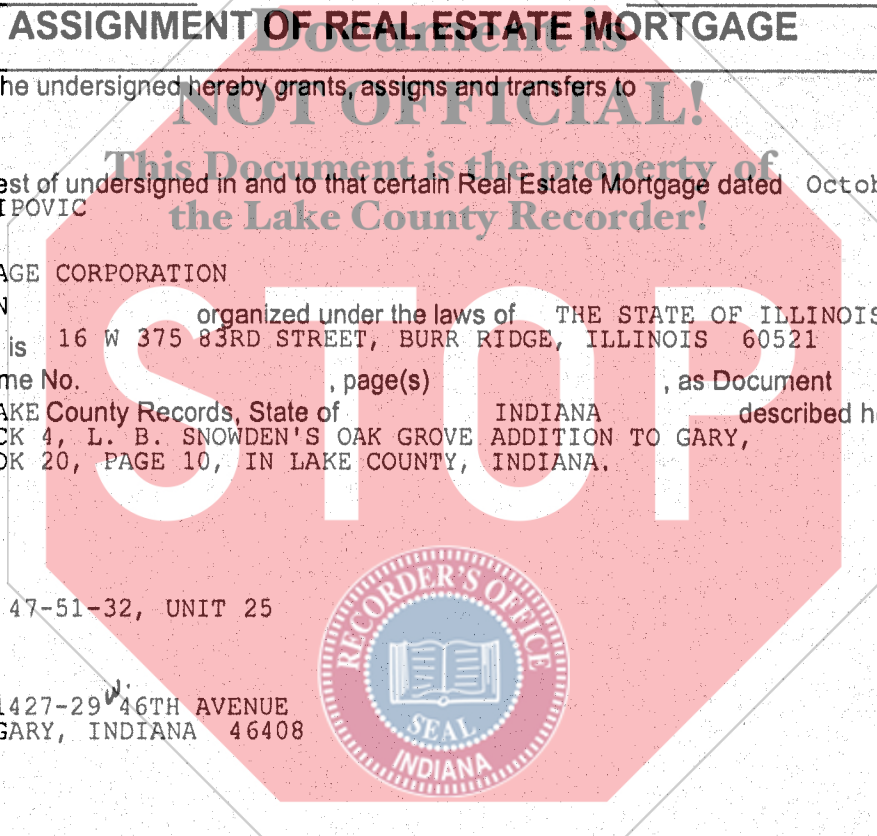 ASSIGNMENT OF REAL ESTATE MORTGAGE
Document is
he undersigned hereby grants, assigns and transfers to
NOT OFFICIAL!
This Document is the property of
est of undersigned in and to that certain Real Estate Mortgage dated Octob
IPOVIC
the Lake County Recorder!
AGE CORPORATION
N organized under the laws of THE STATE OF ILLINOIS
is 16 W 375 83RD STREET, BURR RIDGE, ILLINOIS 60521
me No. , page(s) , as Document
AKE County Records, State of INDIANA described h
CK 4, L. B. SNOWDEN'S OAK GROVE ADDITION TO GARY,
OK 20, PAGE 10, IN LAKE COUNTY, INDIANA.
STOP
47-51-32, UNIT 25
1427-29 W. 46TH AVENUE
GARY, INDIANA 46408
RECORDER'S OFFICE
SEAL
INDIANA